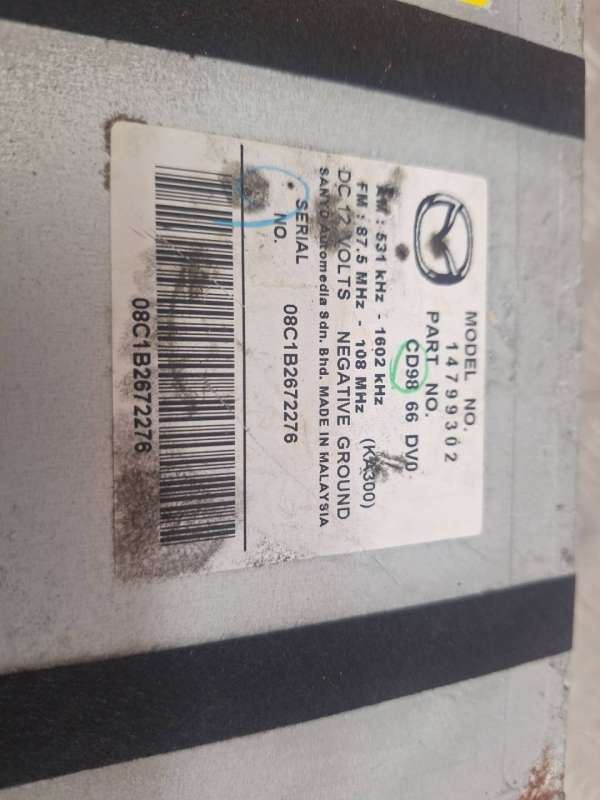 MODEL NO.
14799302
PART NO.
CD98 66 DV0
AM : 531 kHz - 1602 kHz
FM : 87.5 MHz - 108 MHz (KA300)
DC 12 VOLTS NEGATIVE GROUND
SANYO Automedia Sdn. Bhd. MADE IN MALAYSIA
SERIAL NO. 08C1B2672276
08C1B2672276